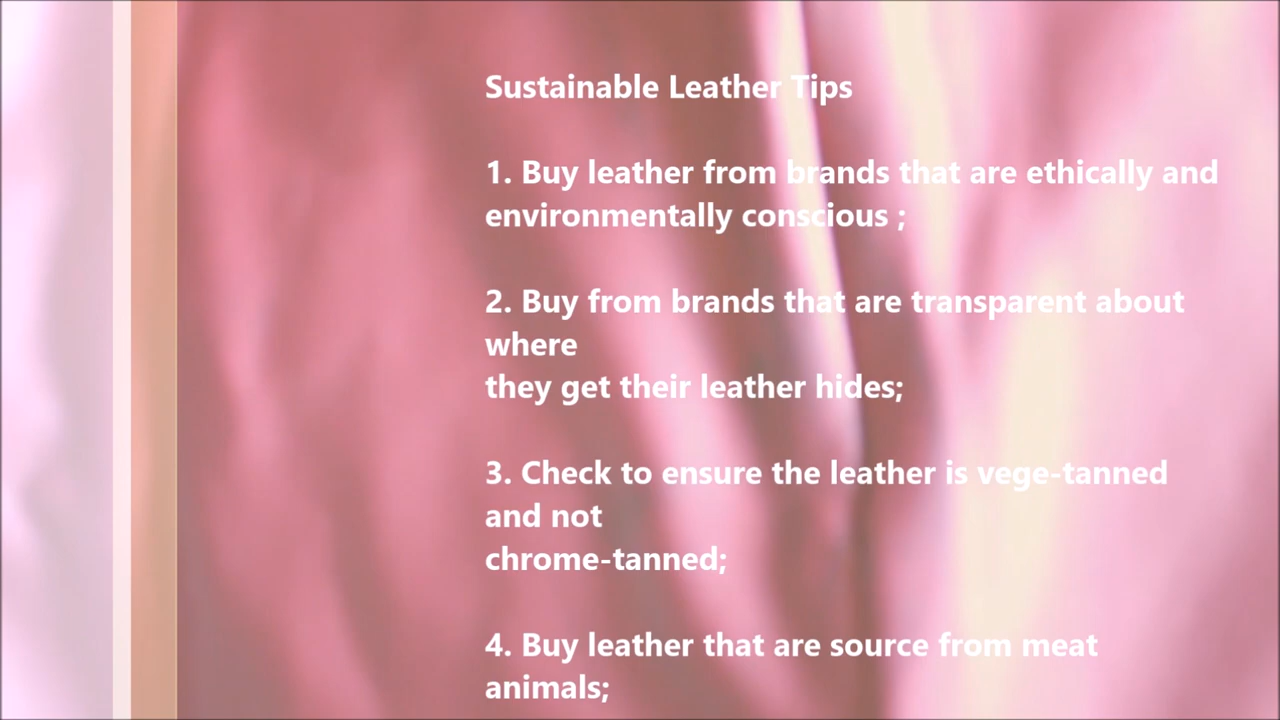 Sustainable Leather Tips
1. Buy leather from brands that are ethically and
environmentally conscious ;
2. Buy from brands that are transparent about
where
they get their leather hides;
3. Check to ensure the leather is vege-tanned
and not
chrome-tanned;
4. Buy leather that are source from meat
animals;